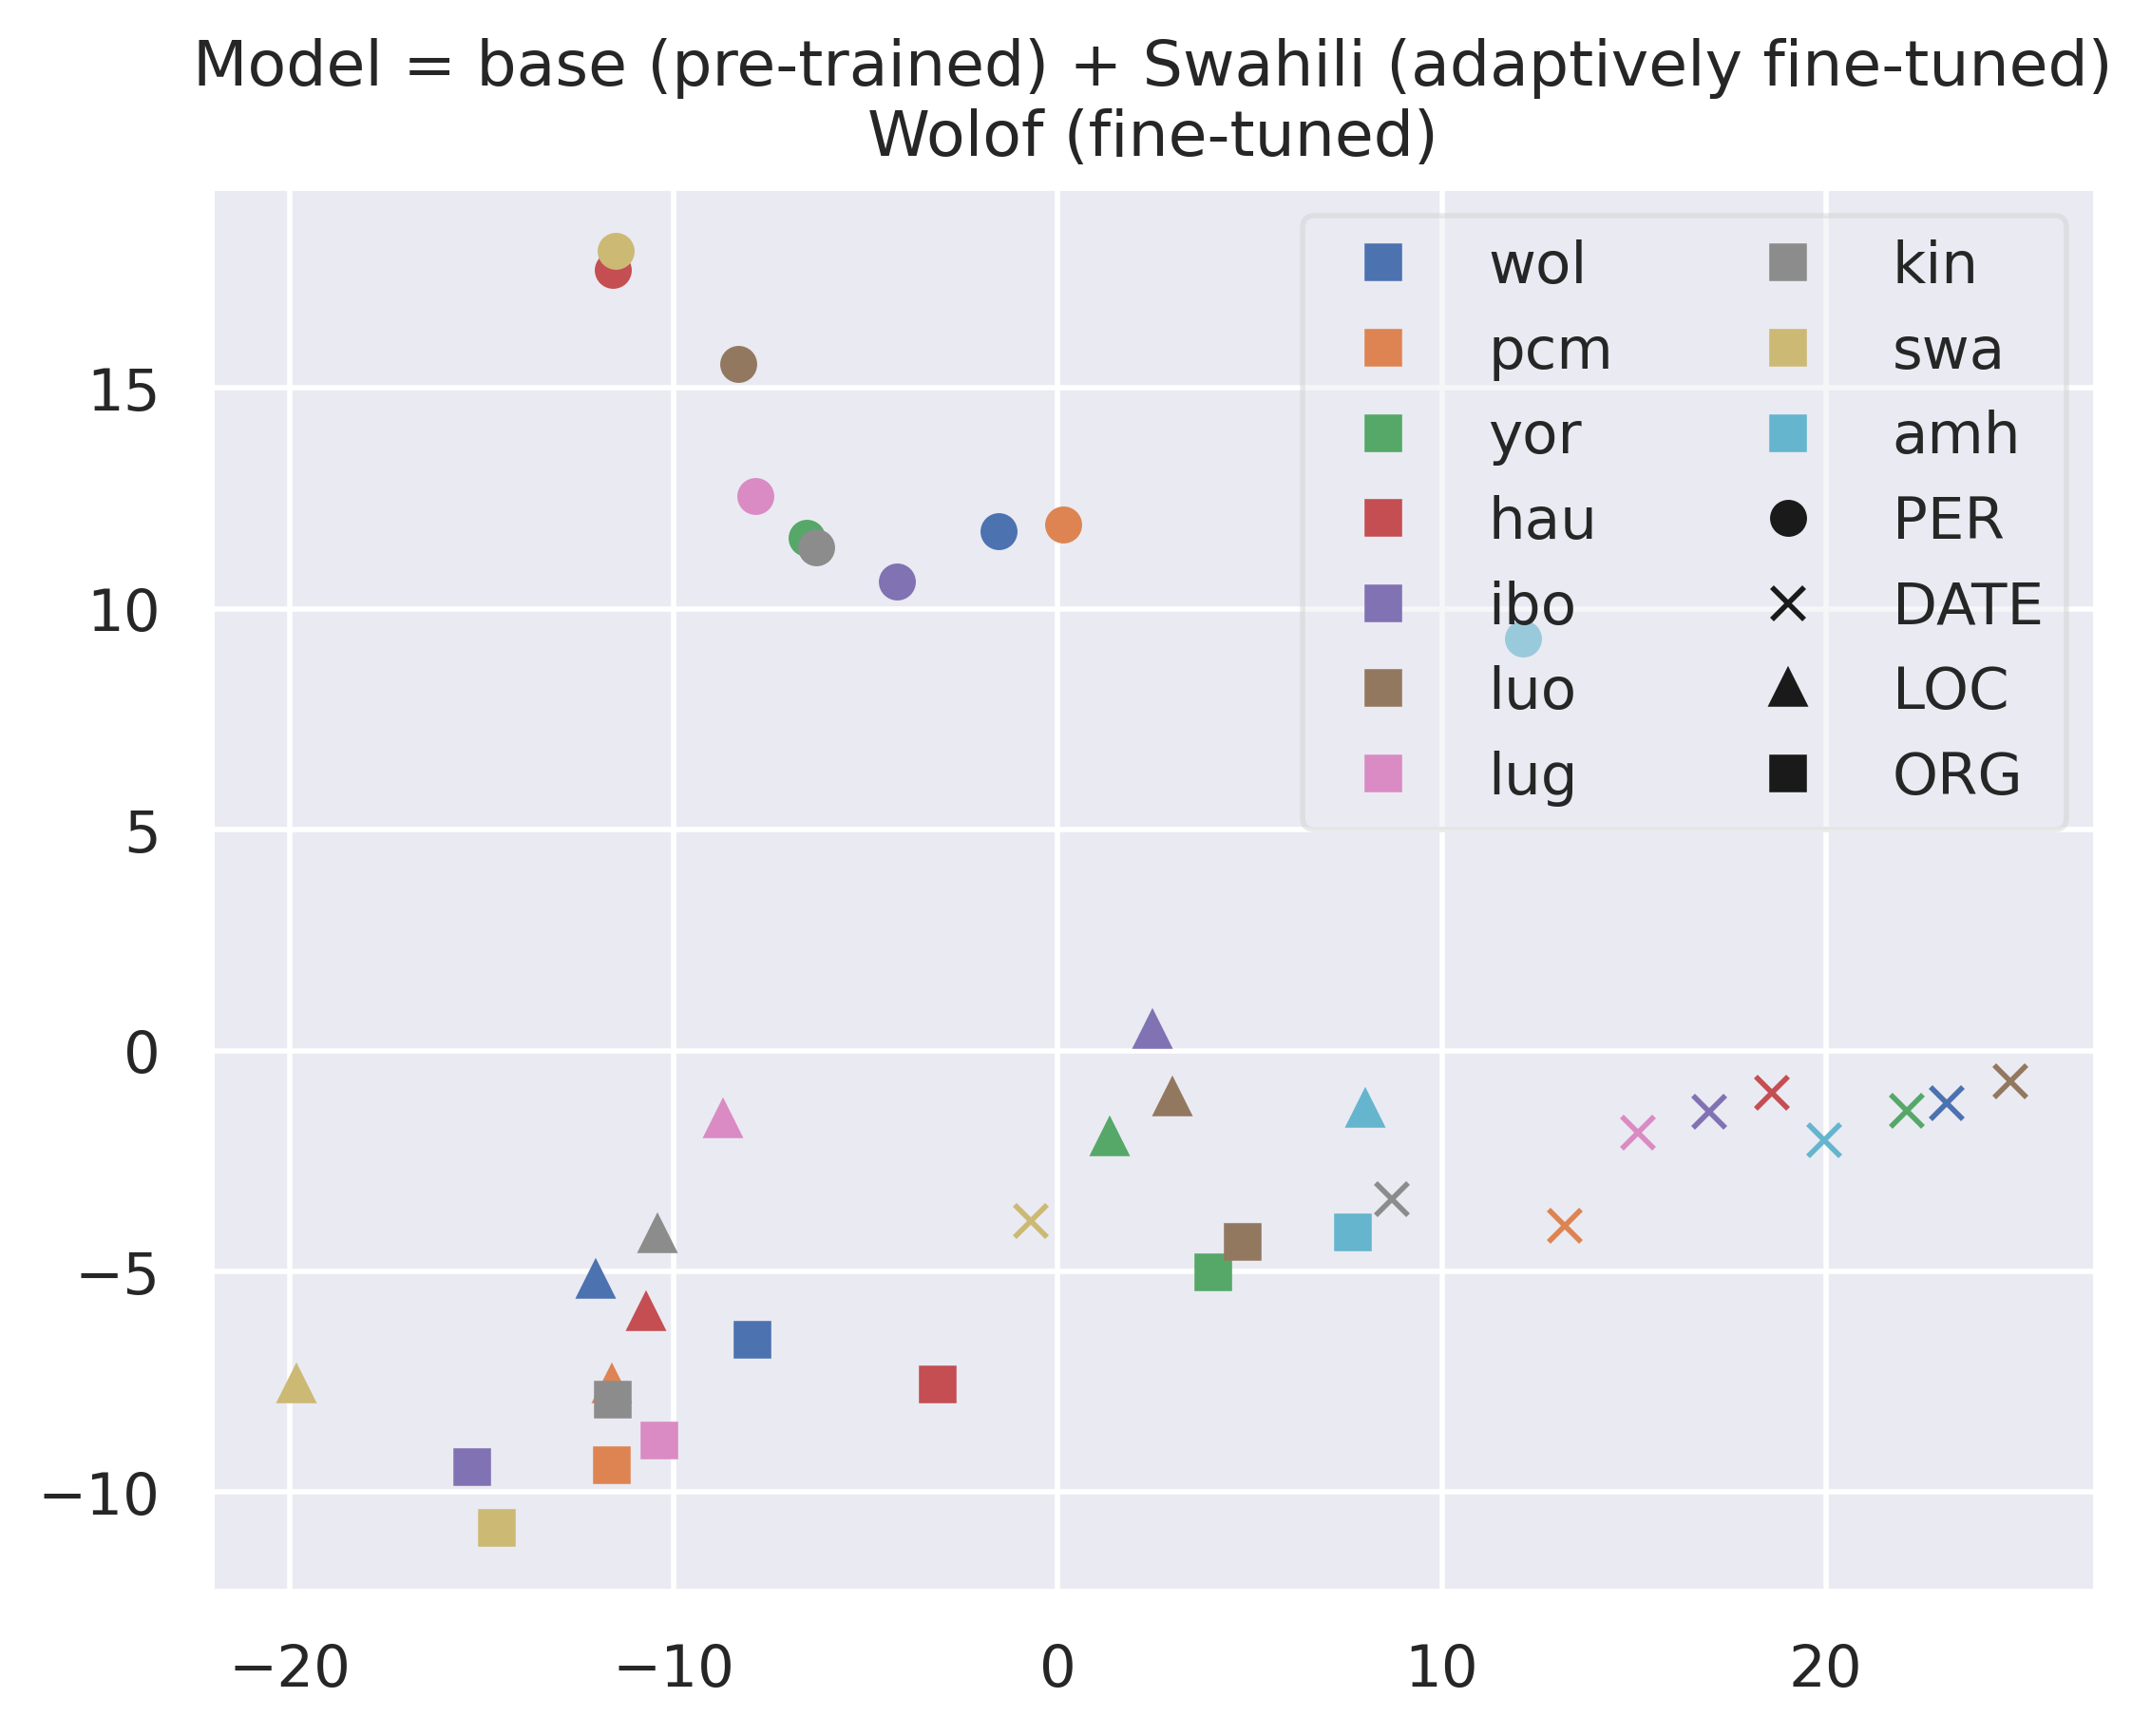 Model = base (pre-trained) + Swahili (adaptively fine-tuned)
Wolof (fine-tuned)
wol
pcm
yor
hau
ibo
luo
lug
kin
swa
amh
PER
DATE
LOC
ORG
15
10
5
0
−5
−10
−20
−10
0
10
20